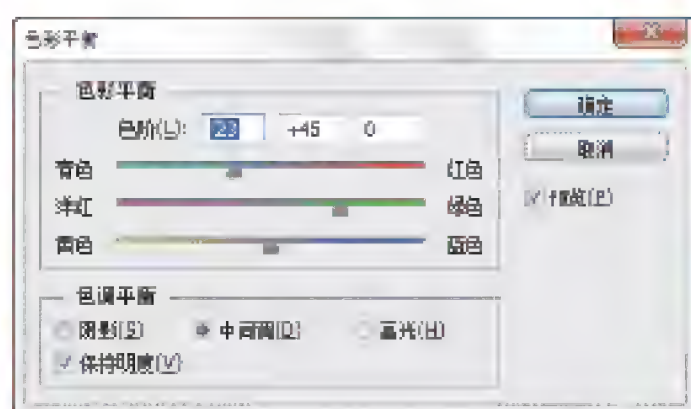 色彩平衡
色彩平衡
色阶(L): 23 +45 0
青色 红色
洋红 绿色
黄色 蓝色
色调平衡
阴影(S) 中间调(D) 高光(H)
保持明度(V)
确定
取消
预览(P)